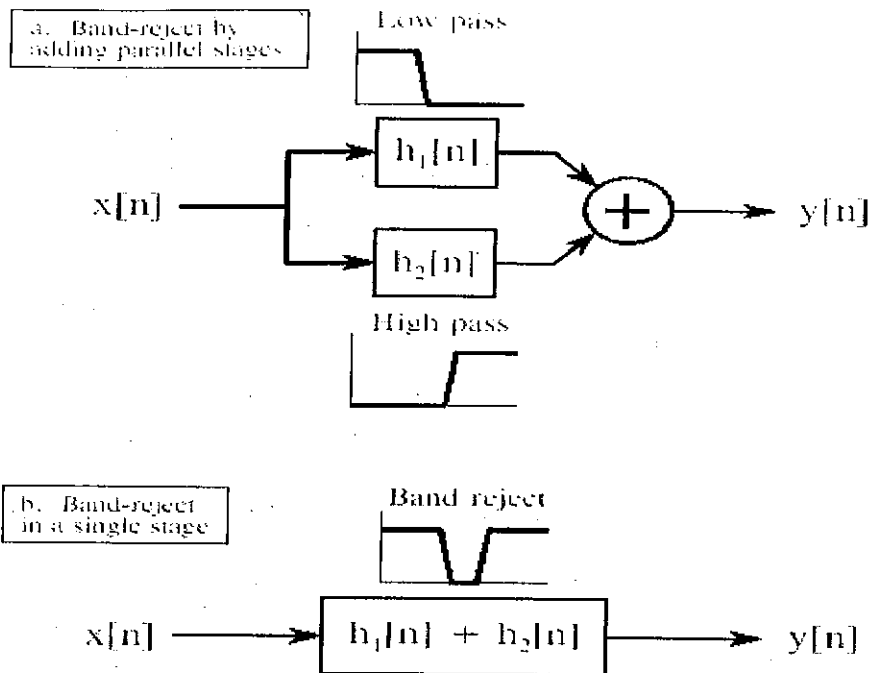 a. Band-reject by
adding parallel stages
Low pass
h₁[n]
x[n]
+
y[n]
h₂[n]
High pass
b. Band-reject
in a single stage
Band reject
x[n]
h₁[n] + h₂[n]
y[n]